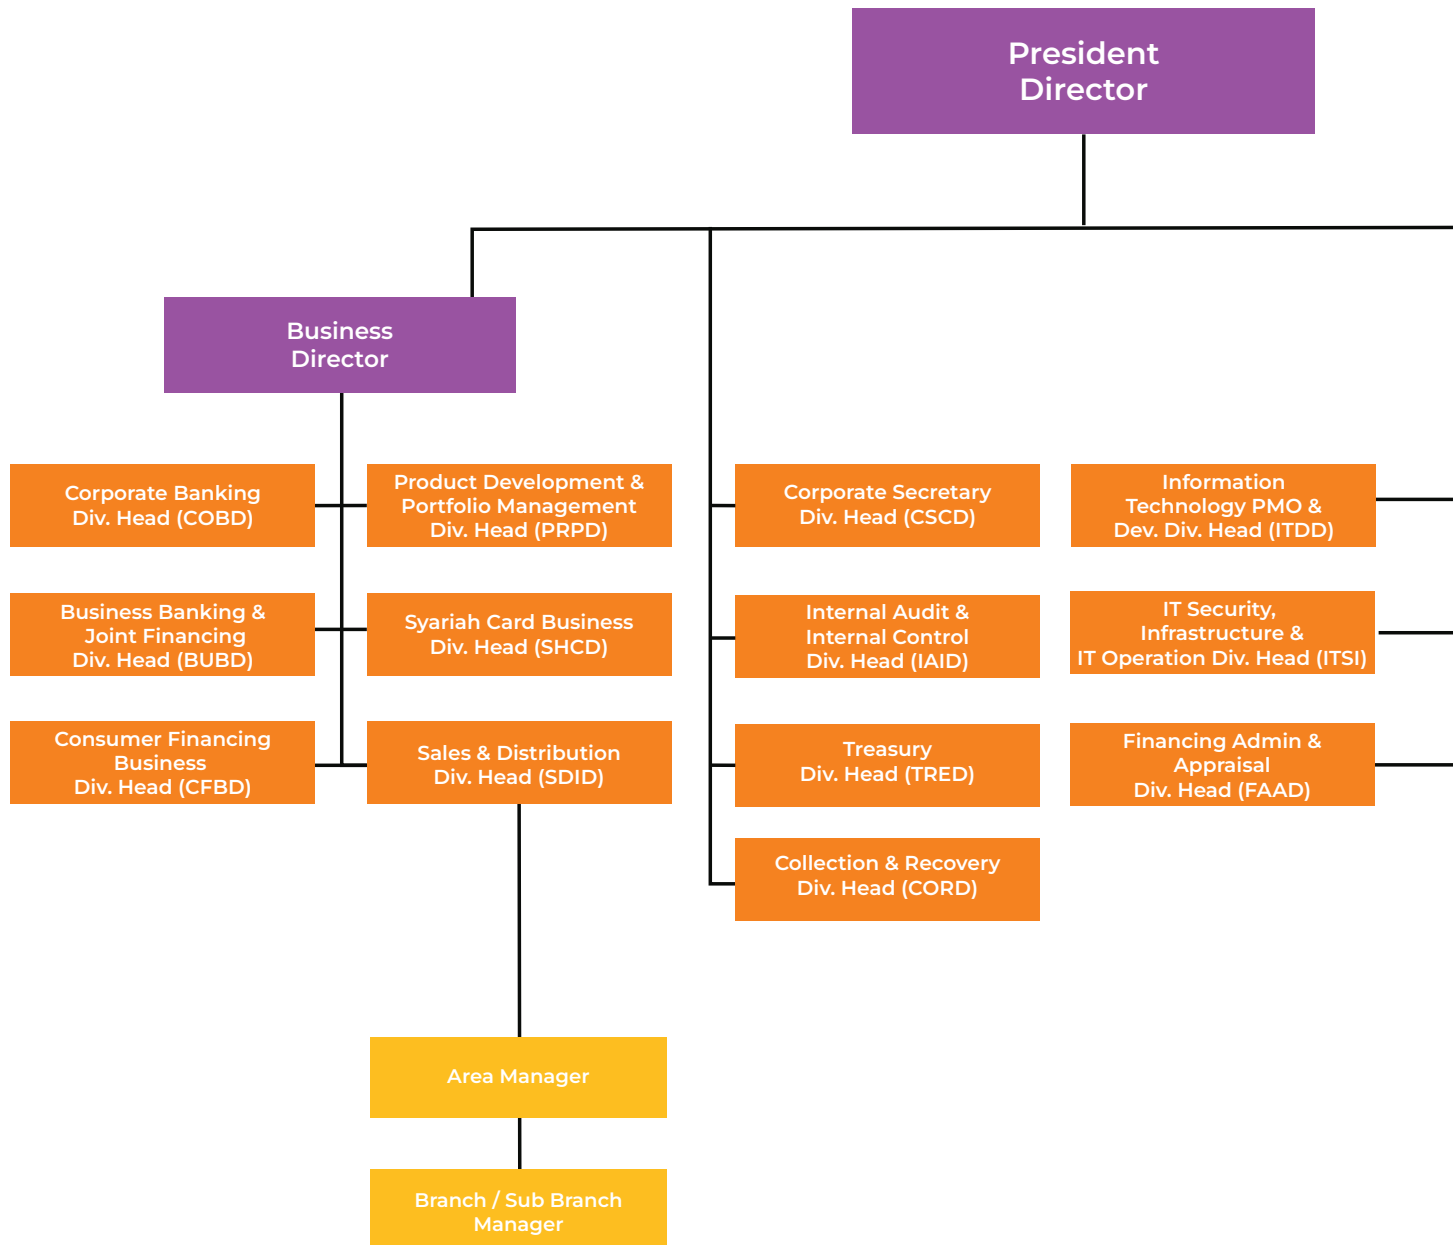 President
Director
Business
Director
Corporate Banking
Div. Head (COBD)
Product Development &
Portfolio Management
Div. Head (PRPD)
Corporate Secretary
Div. Head (CSCD)
Information
Technology PMO &
Dev. Div. Head (ITDD)
Business Banking &
Joint Financing
Div. Head (BUBD)
Syariah Card Business
Div. Head (SHCD)
Internal Audit &
Internal Control
Div. Head (IAID)
IT Security,
Infrastructure &
IT Operation Div. Head (ITSI)
Consumer Financing
Business
Div. Head (CFBD)
Sales & Distribution
Div. Head (SDID)
Treasury
Div. Head (TRED)
Financing Admin &
Appraisal
Div. Head (FAAD)
Collection & Recovery
Div. Head (CORD)
Area Manager
Branch / Sub Branch
Manager